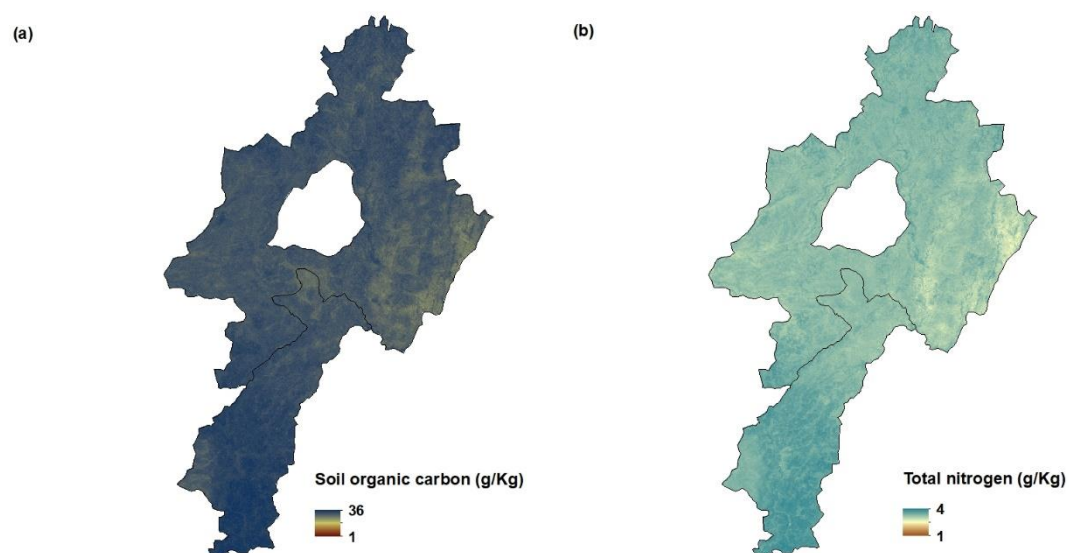 (a)
(b)
Soil organic carbon (g/Kg)
36
1
Total nitrogen (g/Kg)
4
1